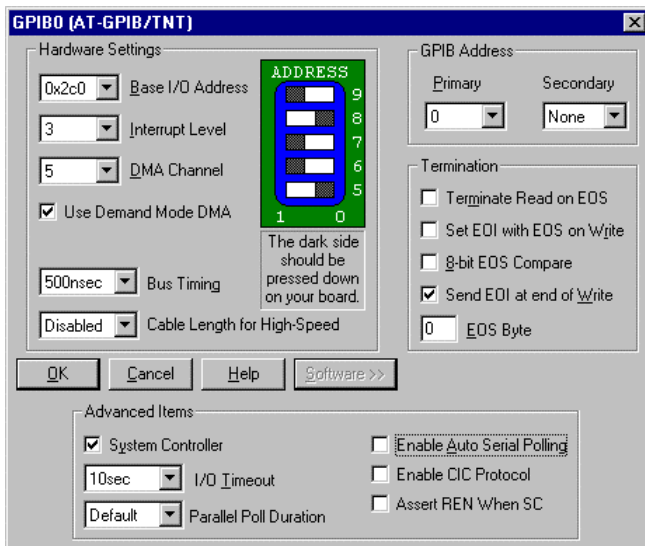 GPIB0 (AT-GPIB/TNT)
Hardware Settings
0x2c0 Base I/O Address
3 Interrupt Level
5 DMA Channel
Use Demand Mode DMA
500nsec Bus Timing
Disabled Cable Length for High-Speed
ADDRESS
9
8
7
6
5
1 0
The dark side
should be
pressed down
on your board.
GPIB Address
Primary Secondary
0 None
Termination
Terminate Read on EOS
Set EOI with EOS on Write
8-bit EOS Compare
Send EOI at end of Write
0 EOS Byte
OK Cancel Help Software >>
Advanced Items
System Controller
10sec I/O Timeout
Default Parallel Poll Duration
Enable Auto Serial Polling
Enable CIC Protocol
Assert REN When SC